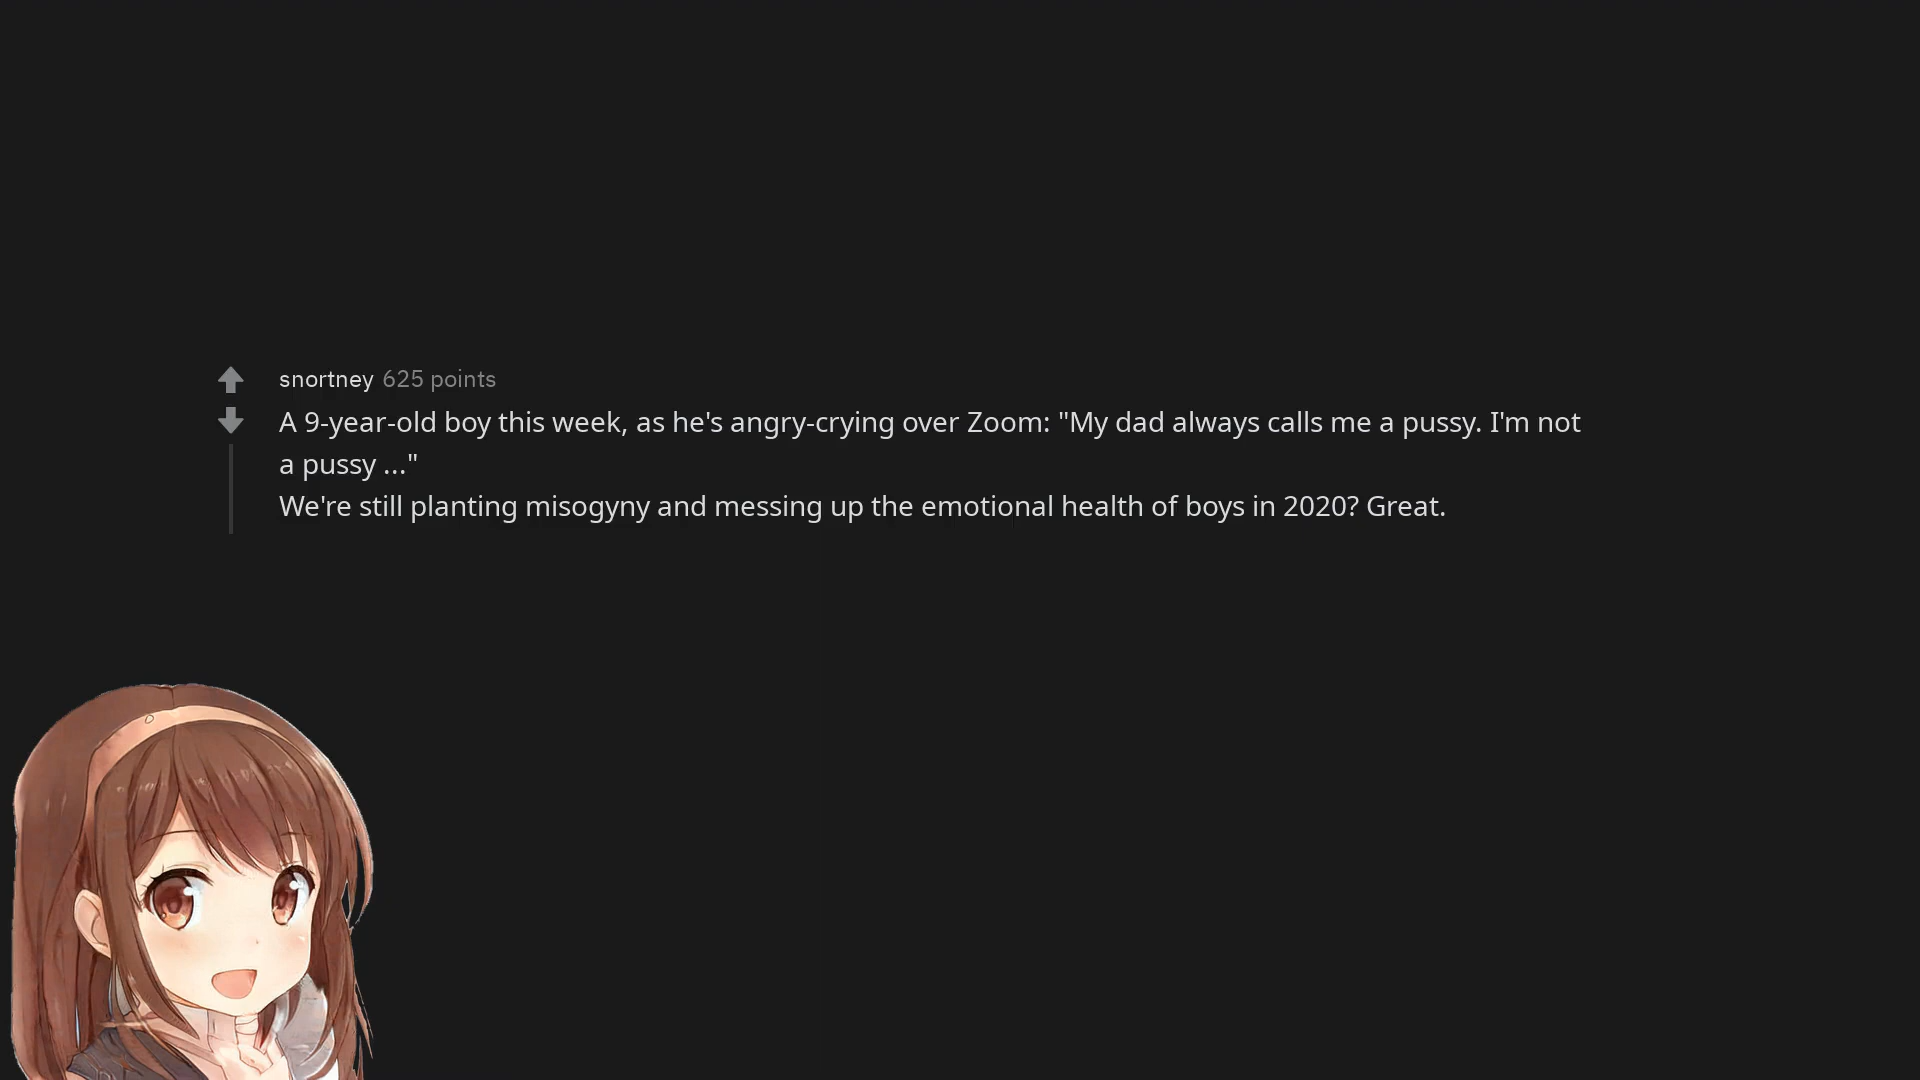 snortney 625 points
A 9-year-old boy this week, as he's angry-crying over Zoom: "My dad always calls me a pussy. I'm not
a pussy ..."
We're still planting misogyny and messing up the emotional health of boys in 2020? Great.